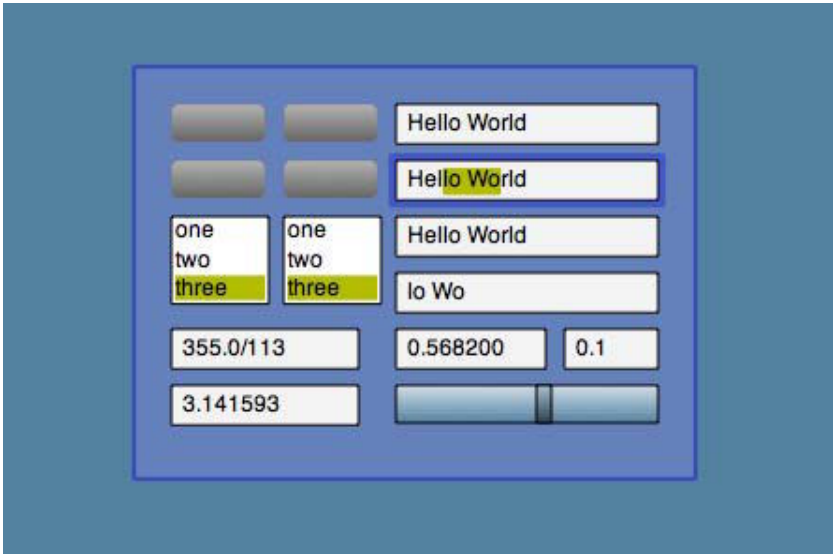 Hello World
Hello World
one
two
three
one
two
three
Hello World
lo Wo
355.0/113
0.568200
0.1
3.141593